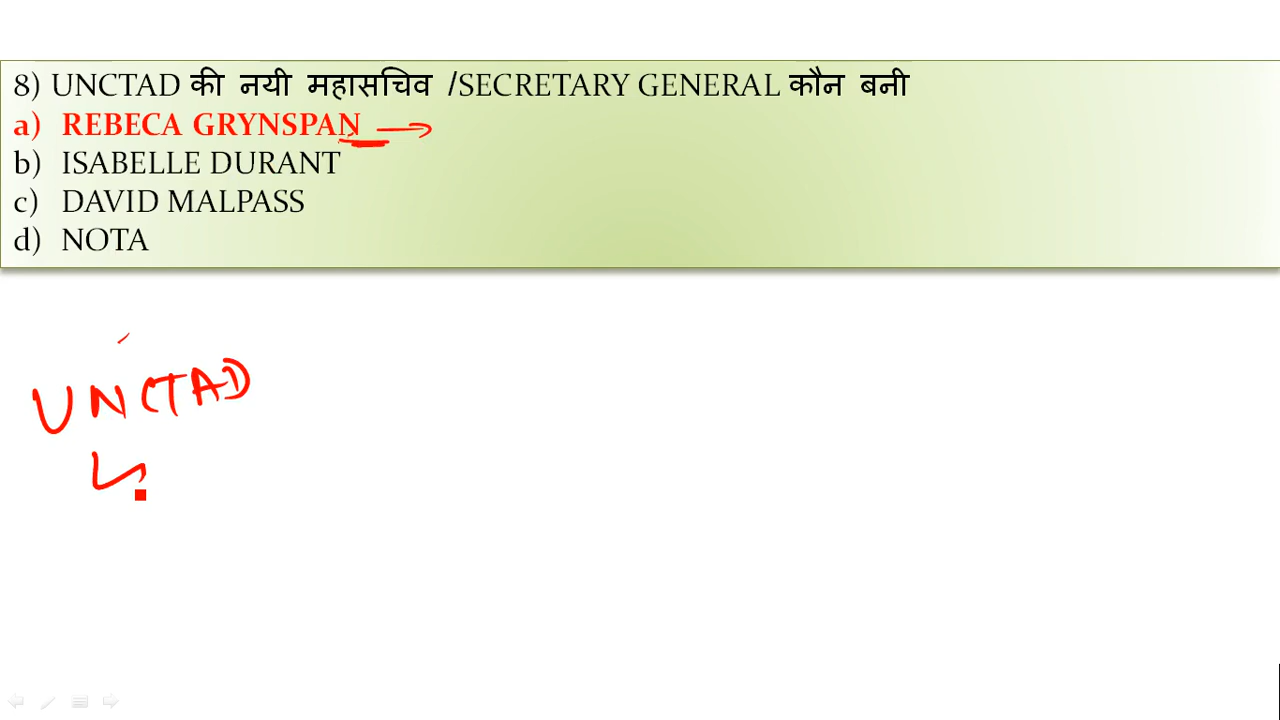 8) UNCTAD की नयी महासचिव /SECRETARY GENERAL कौन बनी
a) REBECA GRYNSPAN
b) ISABELLE DURANT
c) DAVID MALPASS
d) NOTA
UNCTAD